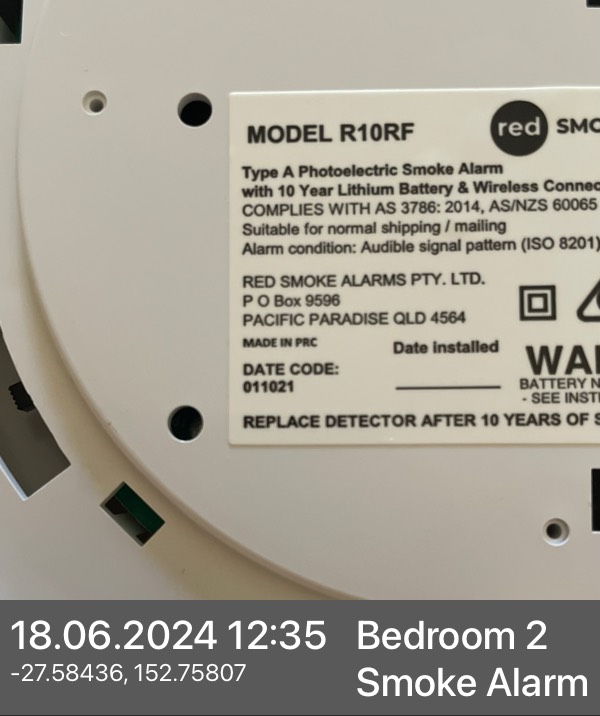 MODEL R10RF
red
Type A Photoelectric Smoke Alarm
with 10 Year Lithium Battery & Wireless
COMPLIES WITH AS 3786: 2014, AS/NZS 60065
Suitable for normal shipping / mailing
Alarm condition: Audible signal pattern (ISO 8201)
RED SMOKE ALARMS PTY. LTD.
P O Box 9596
PACIFIC PARADISE QLD 4564
MADE IN PRC
Date installed
DATE CODE:
011021
BATTERY
- SEE
REPLACE DETECTOR AFTER 10 YEARS OF
18.06.2024 12:35
-27.58436, 152.75807
Bedroom 2
Smoke Alarm